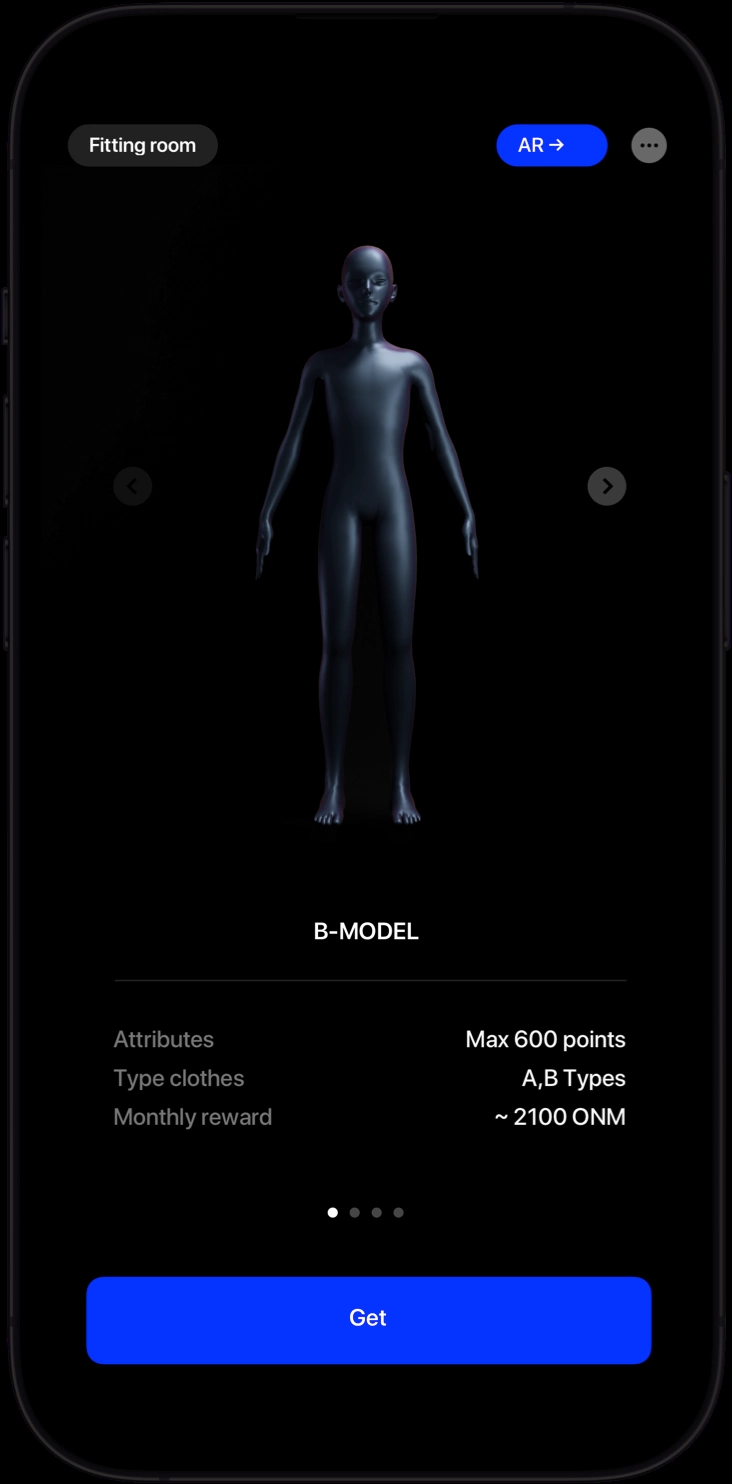 Fitting room
AR →
B-MODEL
Attributes Max 600 points
Type clothes A,B Types
Monthly reward ~ 2100 ONM
Get